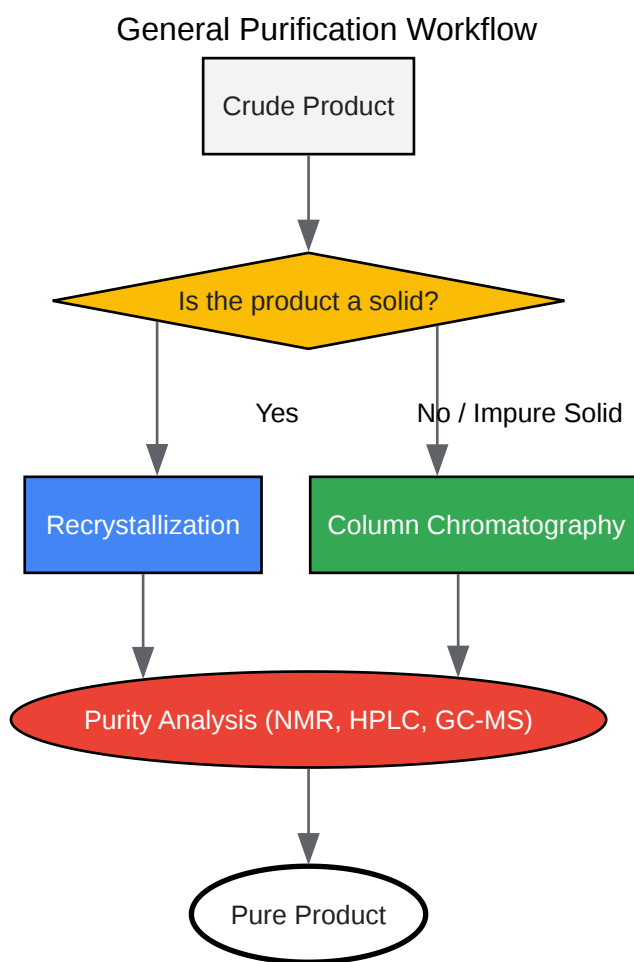 General Purification Workflow
Crude Product
Is the product a solid?
Yes
No / Impure Solid
Recrystallization
Column Chromatography
Purity Analysis (NMR, HPLC, GC-MS)
Pure Product